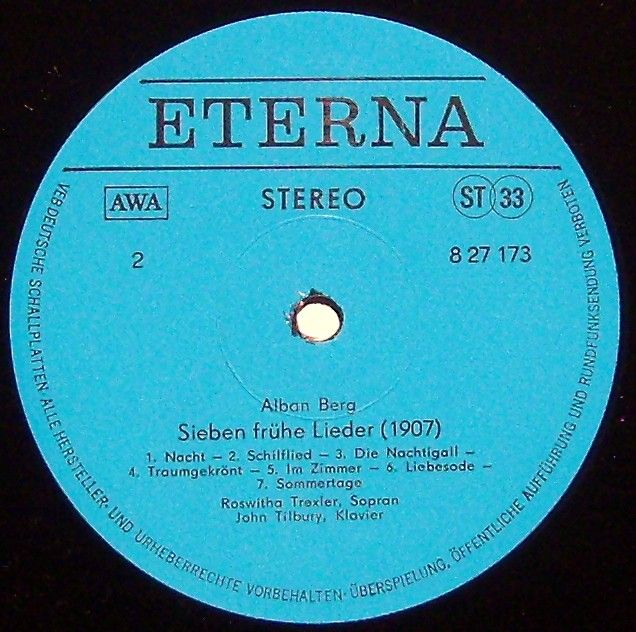 ETERNA
AWA
STEREO
ST 33
2
8 27 173
Alban Berg
Sieben frühe Lieder (1907)
1. Nacht – 2. Schilflied – 3. Die Nachtigall –
4. Traumgekrönt – 5. Im Zimmer – 6. Liebesode –
7. Sommertage
Roswitha Trexler, Sopran
John Tilbury, Klavier
VEB DEUTSCHE SCHALLPLATTEN · ALLE HERSTELLER- UND URHEBERRECHTE VORBEHALTEN · ÜBERSPIELUNG, ÖFFENTLICHE AUFFÜHRUNG UND RUNDFUNKSENDUNG VERBOTEN